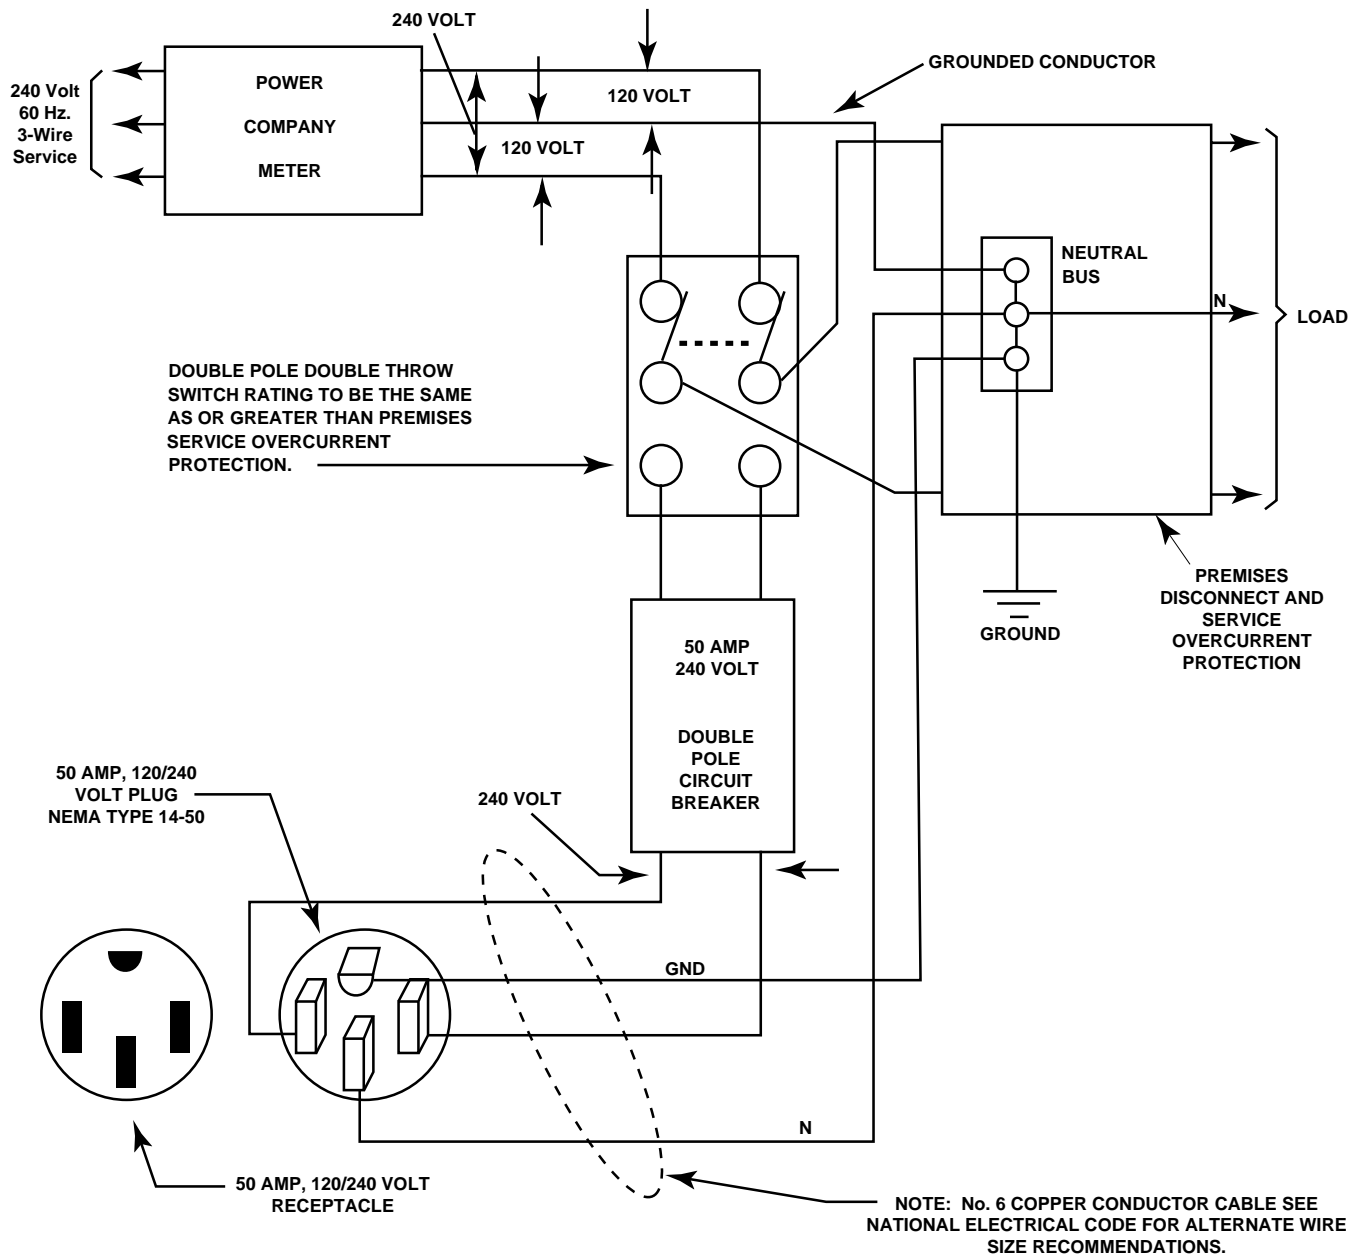 240 VOLT
GROUNDED CONDUCTOR
240 Volt
60 Hz.
3-Wire
Service
POWER
COMPANY
METER
120 VOLT
120 VOLT
NEUTRAL
BUS
N
LOAD
DOUBLE POLE DOUBLE THROW
SWITCH RATING TO BE THE SAME
AS OR GREATER THAN PREMISES
SERVICE OVERCURRENT
PROTECTION.
PREMISES
DISCONNECT AND
SERVICE
OVERCURRENT
PROTECTION
GROUND
50 AMP
240 VOLT
DOUBLE
POLE
CIRCUIT
BREAKER
50 AMP, 120/240
VOLT PLUG
NEMA TYPE 14-50
240 VOLT
GND
N
50 AMP, 120/240 VOLT
RECEPTACLE
NOTE: No. 6 COPPER CONDUCTOR CABLE SEE
NATIONAL ELECTRICAL CODE FOR ALTERNATE WIRE
SIZE RECOMMENDATIONS.